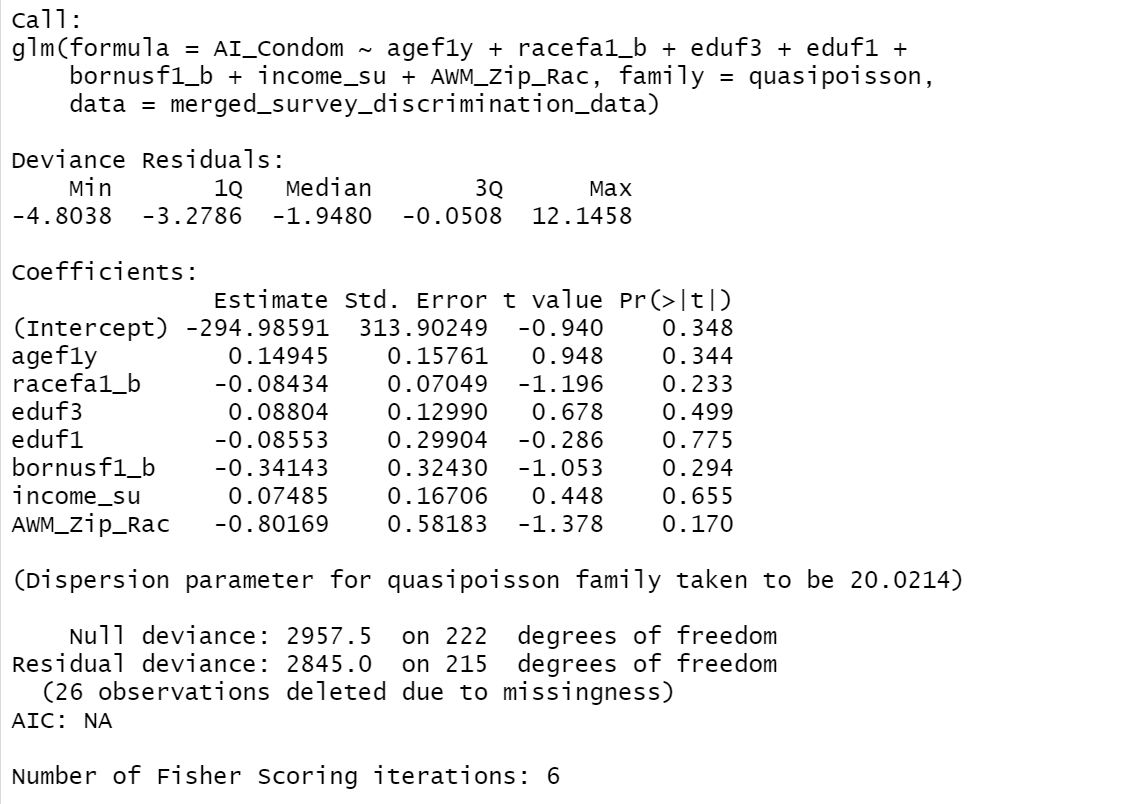 Call:
glm(formula = AI_Condom ~ agef1y + racefa1_b + eduf3 + eduf1 +
    bornusf1_b + income_su + AWM_Zip_Rac, family = quasipoisson,
    data = merged_survey_discrimination_data)

Deviance Residuals:
    Min       1Q   Median       3Q      Max
-4.8038  -3.2786  -1.9480  -0.0508  12.1458

Coefficients:
              Estimate Std. Error t value Pr(>|t|)
(Intercept) -294.98591  313.90249  -0.940    0.348
agef1y         0.14945    0.15761   0.948    0.344
racefa1_b     -0.08434    0.07049  -1.196    0.233
eduf3          0.08804    0.12990   0.678    0.499
eduf1         -0.08553    0.29904  -0.286    0.775
bornusf1_b    -0.34143    0.32430  -1.053    0.294
income_su      0.07485    0.16706   0.448    0.655
AWM_Zip_Rac   -0.80169    0.58183  -1.378    0.170

(Dispersion parameter for quasipoisson family taken to be 20.0214)

    Null deviance: 2957.5  on 222  degrees of freedom
Residual deviance: 2845.0  on 215  degrees of freedom
  (26 observations deleted due to missingness)
AIC: NA

Number of Fisher Scoring iterations: 6